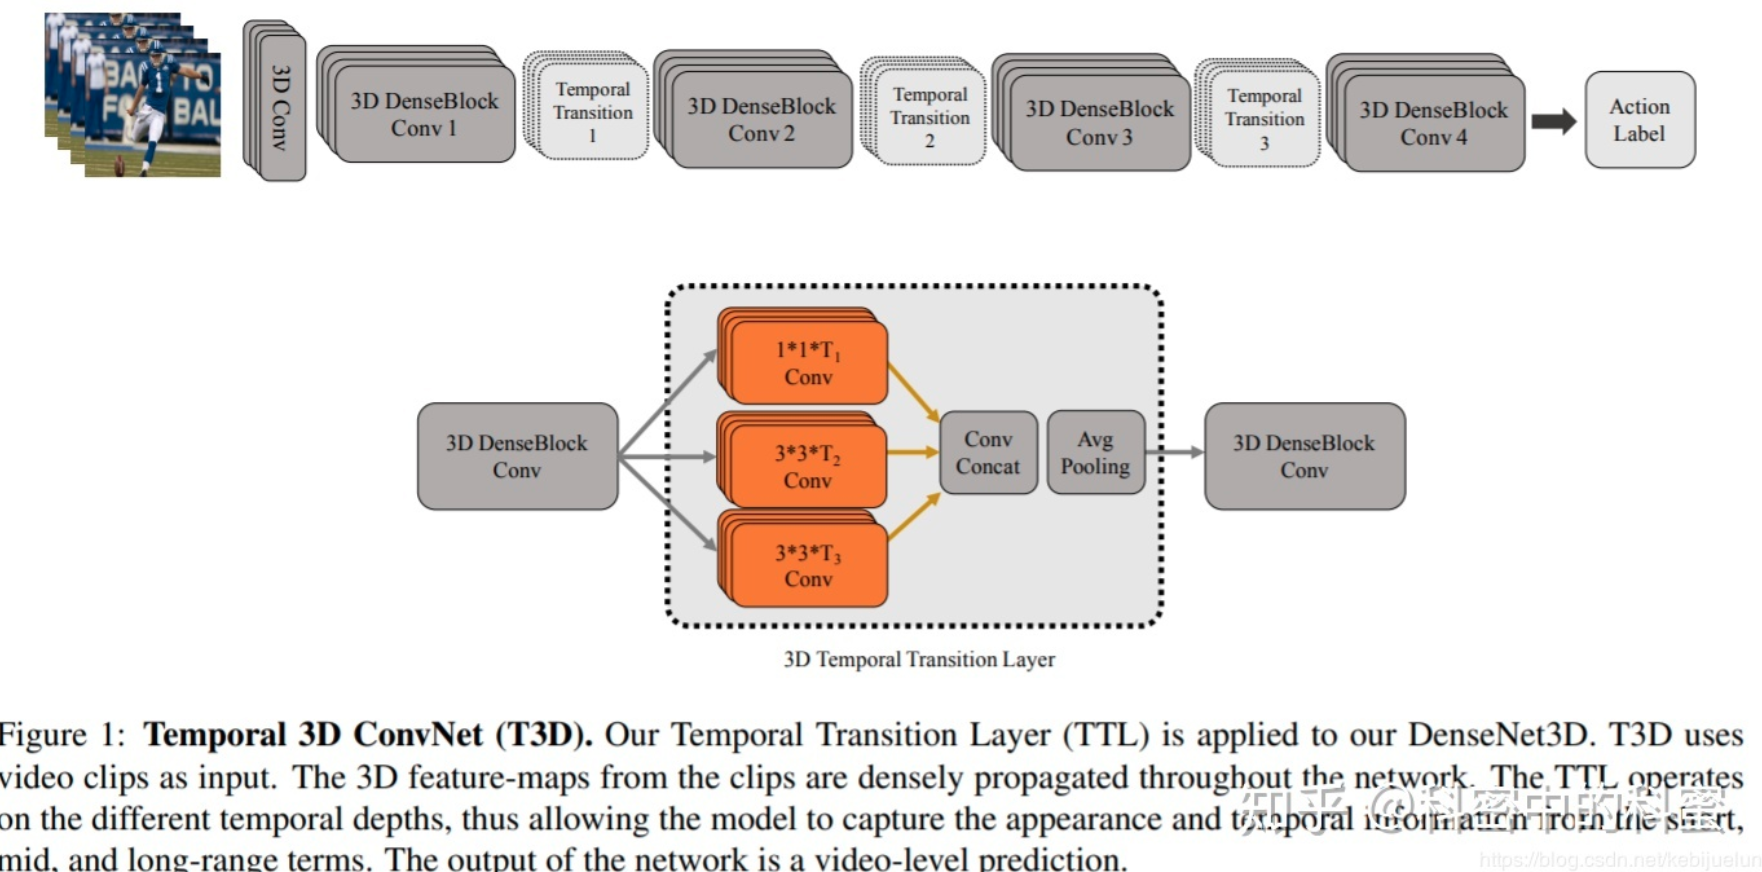 3D Conv
3D DenseBlock
Conv 1
Temporal
Transition
1
3D DenseBlock
Conv 2
Temporal
Transition
2
3D DenseBlock
Conv 3
Temporal
Transition
3
3D DenseBlock
Conv 4
Action
Label
3D DenseBlock
Conv
1*1*T₁
Conv
3*3*T₂
Conv
3*3*T₃
Conv
Conv
Concat
Avg
Pooling
3D DenseBlock
Conv
3D Temporal Transition Layer
Figure 1: Temporal 3D ConvNet (T3D). Our Temporal Transition Layer (TTL) is applied to our DenseNet3D. T3D uses
video clips as input. The 3D feature-maps from the clips are densely propagated throughout the network. The TTL operates
on the different temporal depths, thus allowing the model to capture the appearance and temporal information from the short,
mid, and long-range terms. The output of the network is a video-level prediction.
知乎 @科密中的科蜜
https://blog.csdn.net/kebijuelun